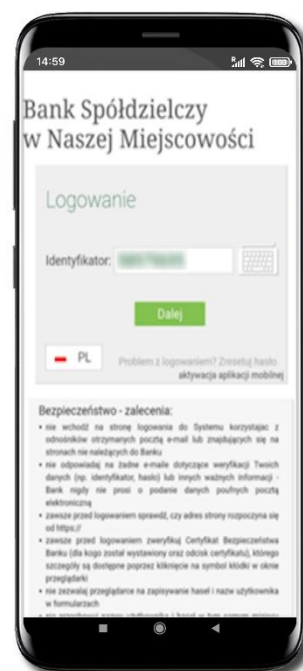 14:59
Bank Spółdzielczy
w Naszej Miejscowości
Logowanie
Identyfikator:
Dalej
PL
Problem z logowaniem? Zresetuj hasło
aktywacja aplikacji mobilnej
Bezpieczeństwo - zalecenia:
• nie wchodź na stronę logowania do Systemu korzystając z
odnośników otrzymanych pocztą e-mail lub znajdujących się na
stronach nie należących do Banku
• nie odpowiadaj na żadne e-maile dotyczące weryfikacji Twoich
danych (np. identyfikator, hasło) lub innych ważnych informacji -
Bank nigdy nie prosi o podanie danych poufnych pocztą
elektroniczną
• zawsze przed logowaniem sprawdź, czy adres strony rozpoczyna się
od https://
• zawsze przed logowaniem zweryfikuj Certyfikat Bezpieczeństwa
Banku (dla kogo został wystawiony oraz odcisk certyfikatu), którego
szczegóły są dostępne poprzez kliknięcie na symbol kłódki w oknie
przeglądarki
• nie zezwalaj przeglądarce na zapisywanie haseł i nazw użytkownika
w formularzach